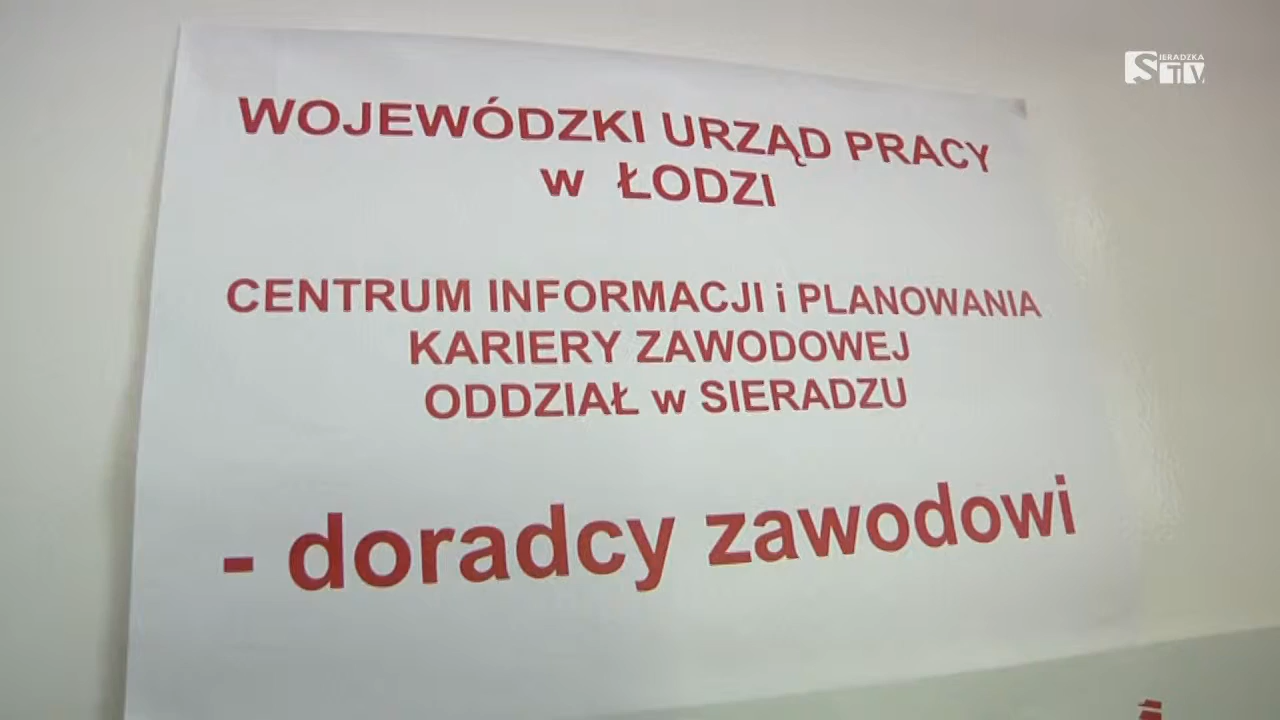 SIERADZKA
STV
WOJEWÓDZKI URZĄD PRACY
w ŁODZI
CENTRUM INFORMACJI i PLANOWANIA
KARIERY ZAWODOWEJ
ODDZIAŁ w SIERADZU
- doradcy zawodowi